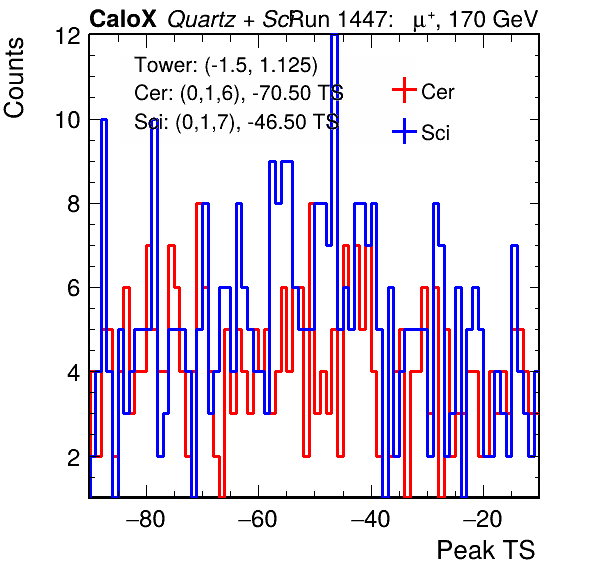 CaloX Quartz + Sci Run 1447: μ⁺, 170 GeV
Counts
12
10
8
6
4
2
Tower: (-1.5, 1.125)
Cer: (0,1,6), -70.50 TS
Sci: (0,1,7), -46.50 TS
Cer
Sci
−80 −60 −40 −20
Peak TS